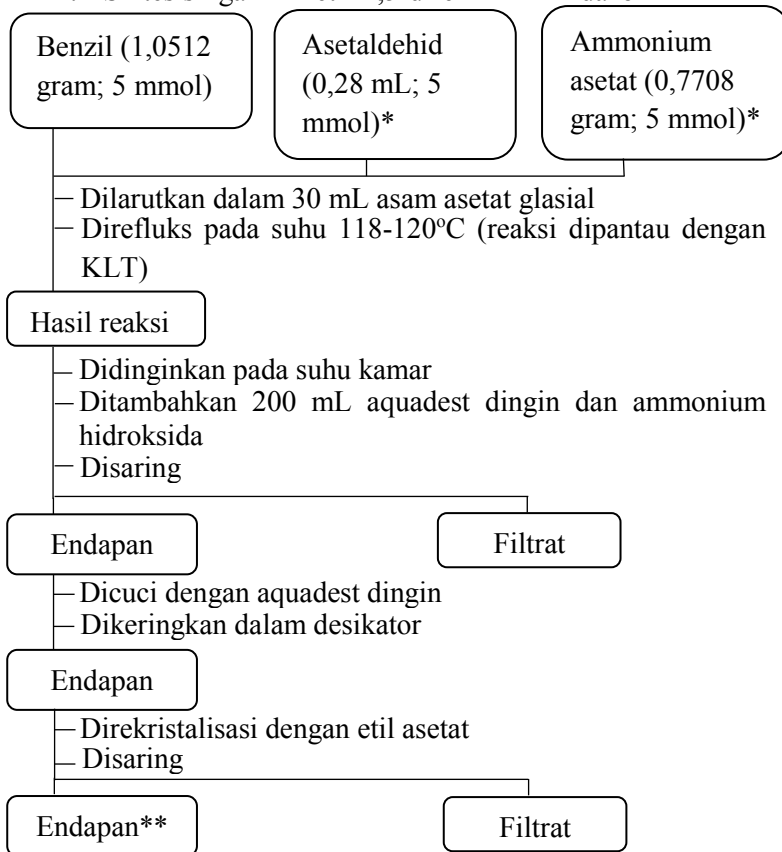 Benzil (1,0512
gram; 5 mmol)
Asetaldehid
(0,28 mL; 5
mmol)*
Ammonium
asetat (0,7708
gram; 5 mmol)*
Dilarutkan dalam 30 mL asam asetat glasial
Direfluks pada suhu 118-120°C (reaksi dipantau dengan
KLT)
Hasil reaksi
Didinginkan pada suhu kamar
Ditambahkan 200 mL aquadest dingin dan ammonium
hidroksida
Disaring
Endapan
Filtrat
Dicuci dengan aquadest dingin
Dikeringkan dalam desikator
Endapan
Direkristalisasi dengan etil asetat
Disaring
Endapan**
Filtrat